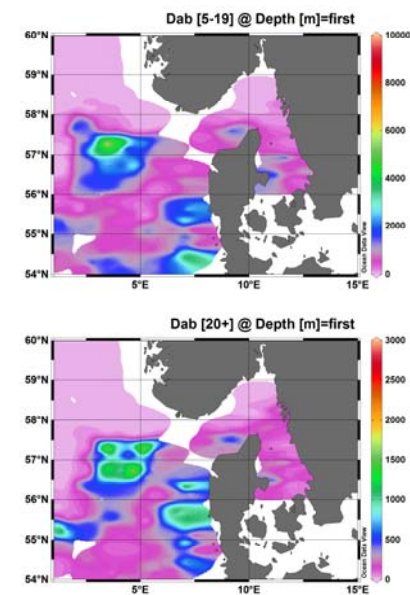 Dab [5-19] @ Depth [m]=first
60°N
59°N
58°N
57°N
56°N
55°N
54°N
5°E
10°E
15°E
10000
8000
6000
4000
2000
0
Ocean Data View
Dab [20+] @ Depth [m]=first
60°N
59°N
58°N
57°N
56°N
55°N
54°N
5°E
10°E
15°E
3000
2500
2000
1500
1000
500
0
Ocean Data View